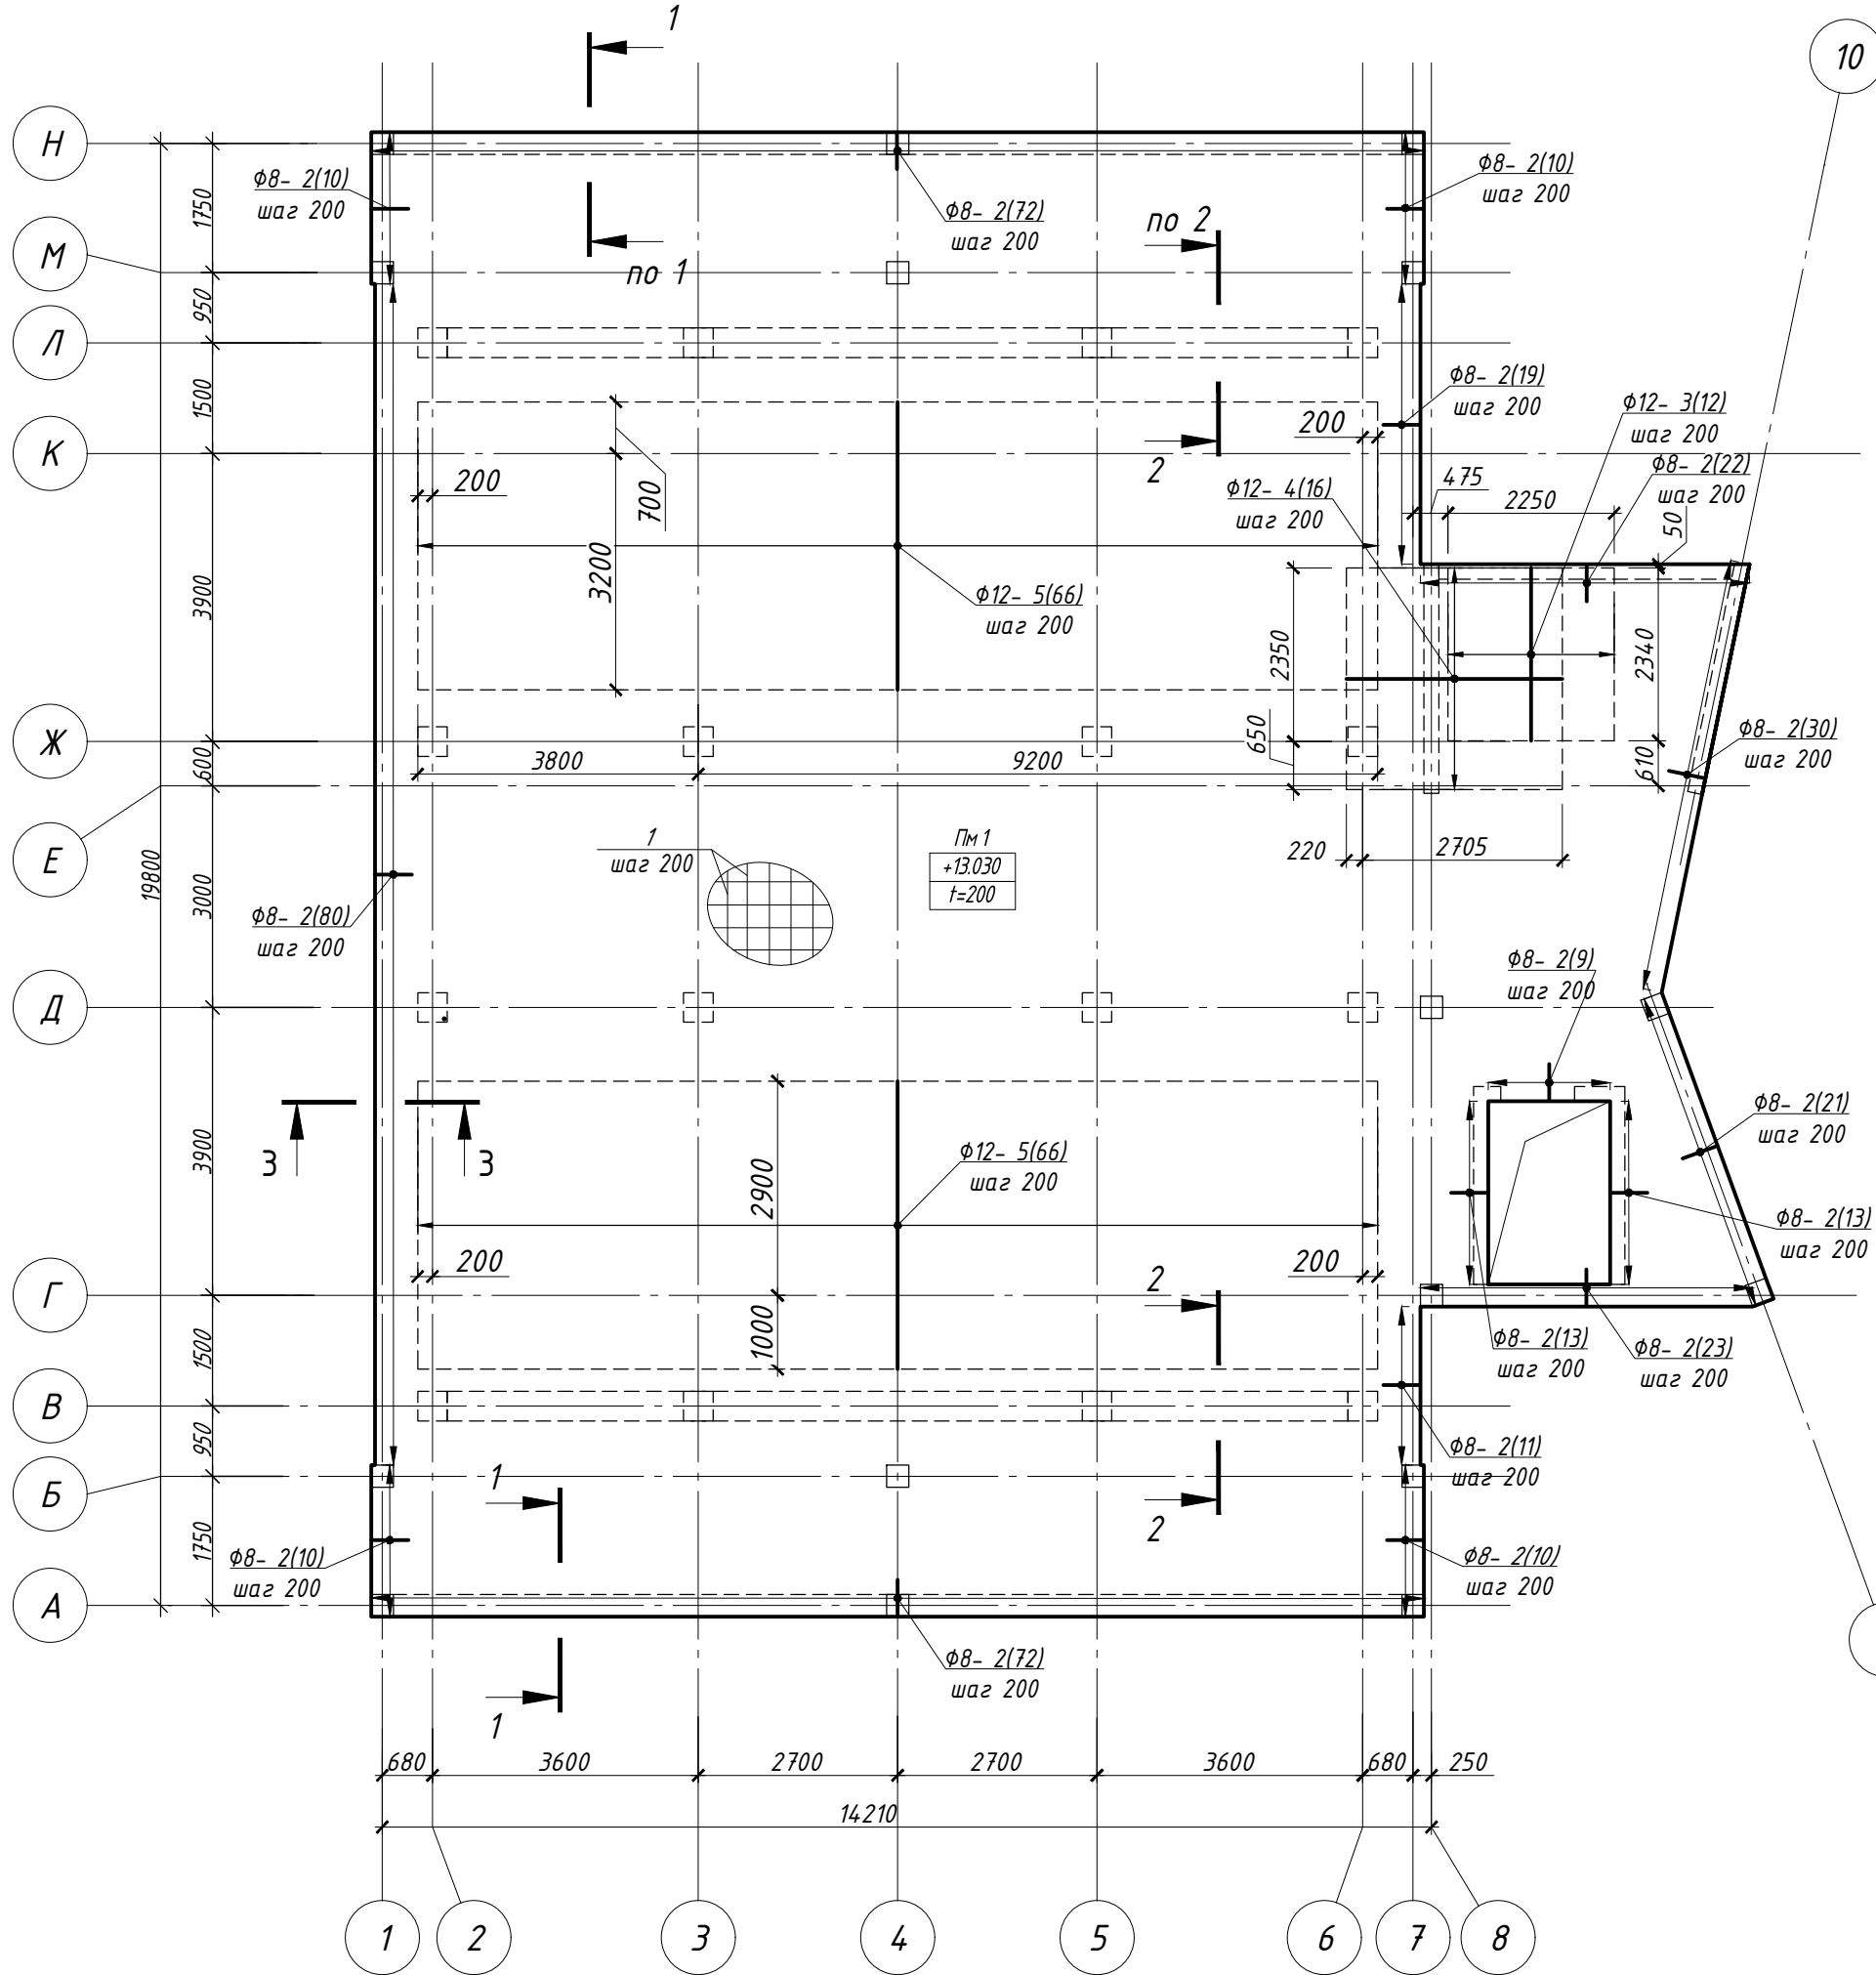 1
10
Н
1750
Ф8- 2(10)
шаг 200
Ф8- 2(72)
шаг 200
по 2
Ф8- 2(10)
шаг 200
М
по 1
950
Л
1500
2
Ф8- 2(19)
шаг 200
Ф12- 3(12)
шаг 200
К
200
700
200
Ф12- 4(16)
шаг 200
475
2250
Ф8- 2(22)
шаг 200
50
3900
3200
Ф12- 5(66)
шаг 200
2350
2340
Ж
600
3800
9200
650
610
Ф8- 2(30)
шаг 200
Е
19800
3000
1
шаг 200
Пм 1
+13.030
t=200
220
2705
Ф8- 2(80)
шаг 200
Ф8- 2(9)
шаг 200
Д
3900
3
3
2900
Ф12- 5(66)
шаг 200
Ф8- 2(21)
шаг 200
Ф8- 2(13)
шаг 200
200
200
Г
1000
2
1500
Ф8- 2(13)
шаг 200
Ф8- 2(23)
шаг 200
В
950
Ф8- 2(11)
шаг 200
Б
1
2
1750
Ф8- 2(10)
шаг 200
Ф8- 2(10)
шаг 200
А
Ф8- 2(72)
шаг 200
1
680
3600
2700
2700
3600
680
250
14210
1
2
3
4
5
6
7
8